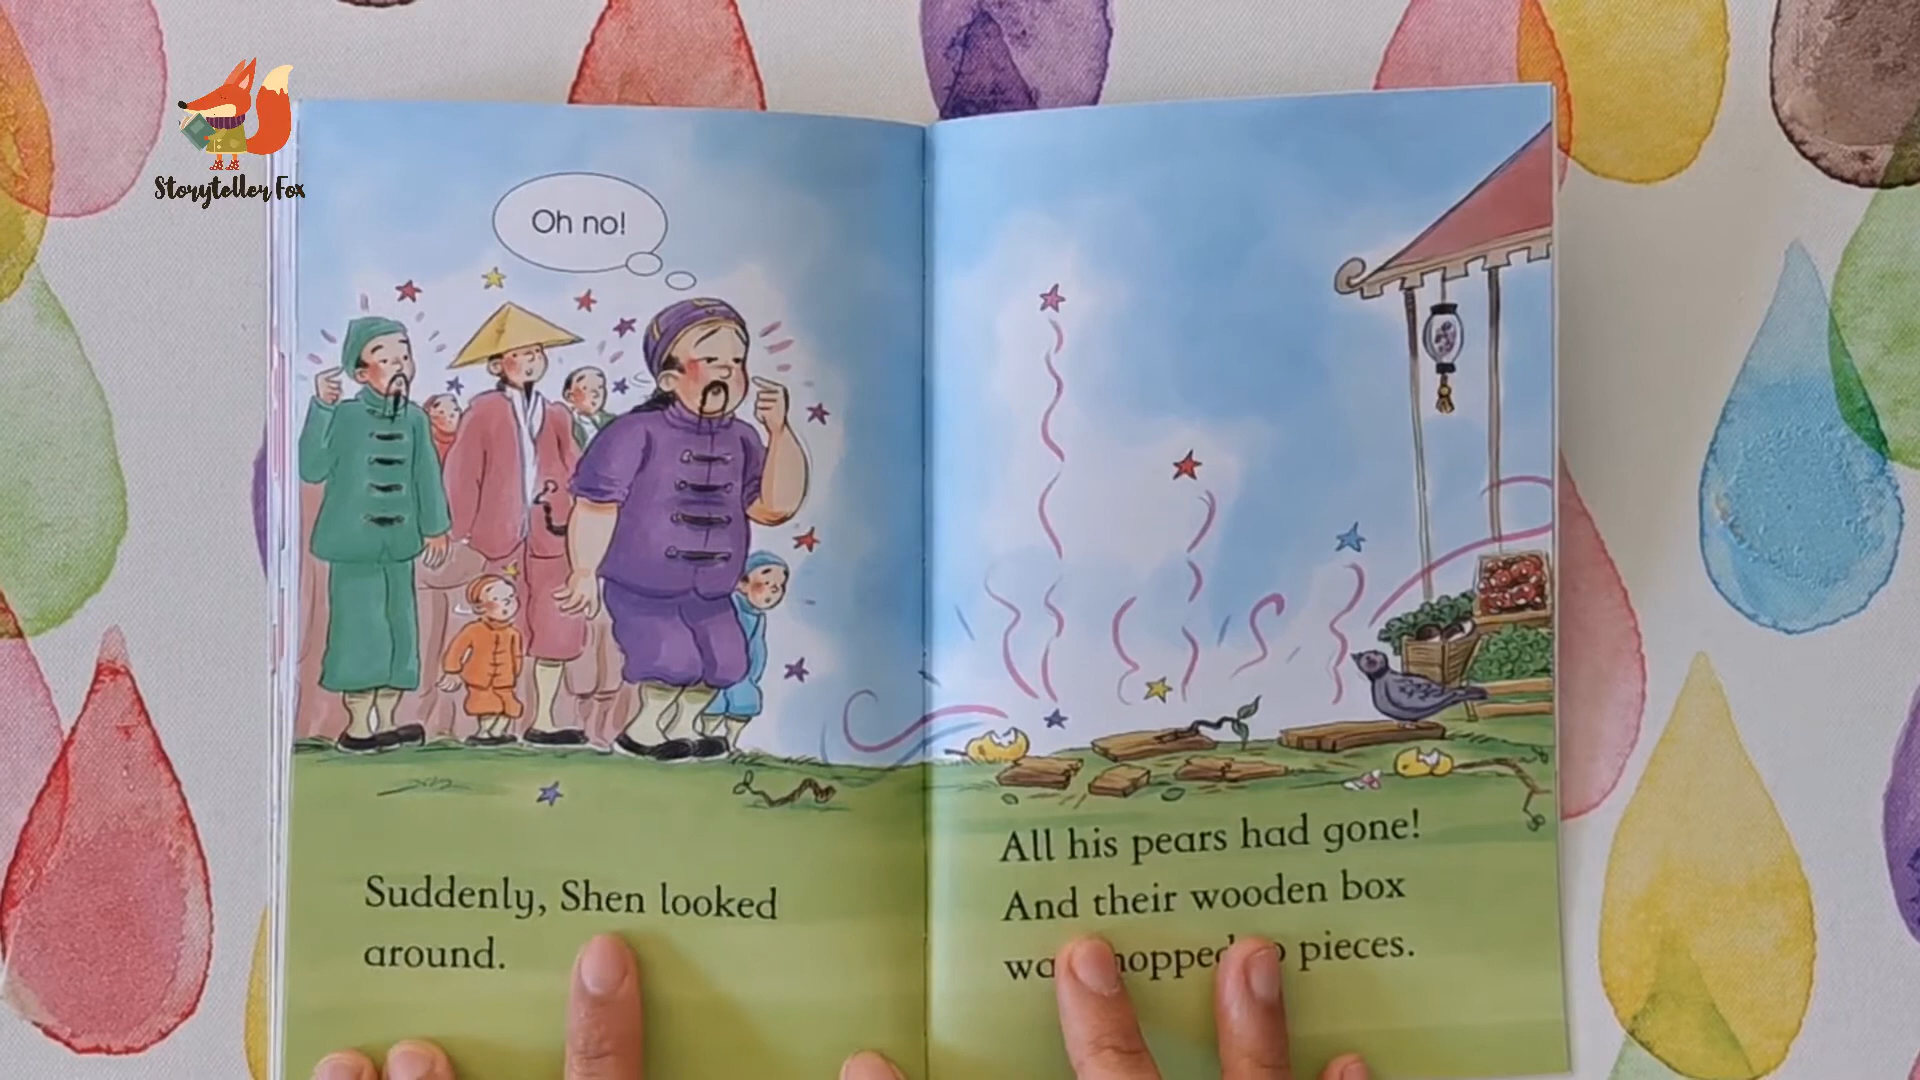 Storyteller Fox
Oh no!
Suddenly, Shen looked
around.
All his pears had gone!
And their wooden box
pieces.